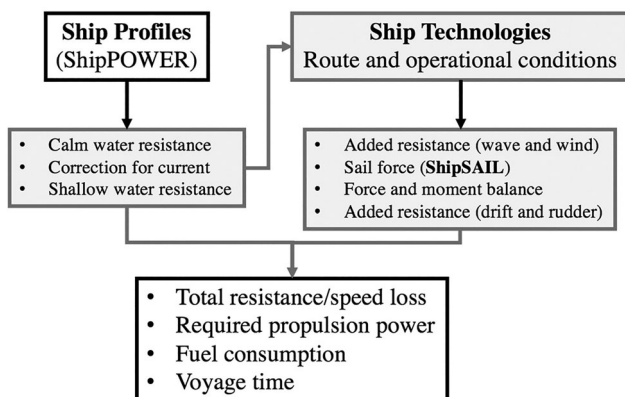 Ship Profiles
(ShipPOWER)
Ship Technologies
Route and operational conditions
• Calm water resistance
• Correction for current
• Shallow water resistance
• Added resistance (wave and wind)
• Sail force (ShipSAIL)
• Force and moment balance
• Added resistance (drift and rudder)
• Total resistance/speed loss
• Required propulsion power
• Fuel consumption
• Voyage time